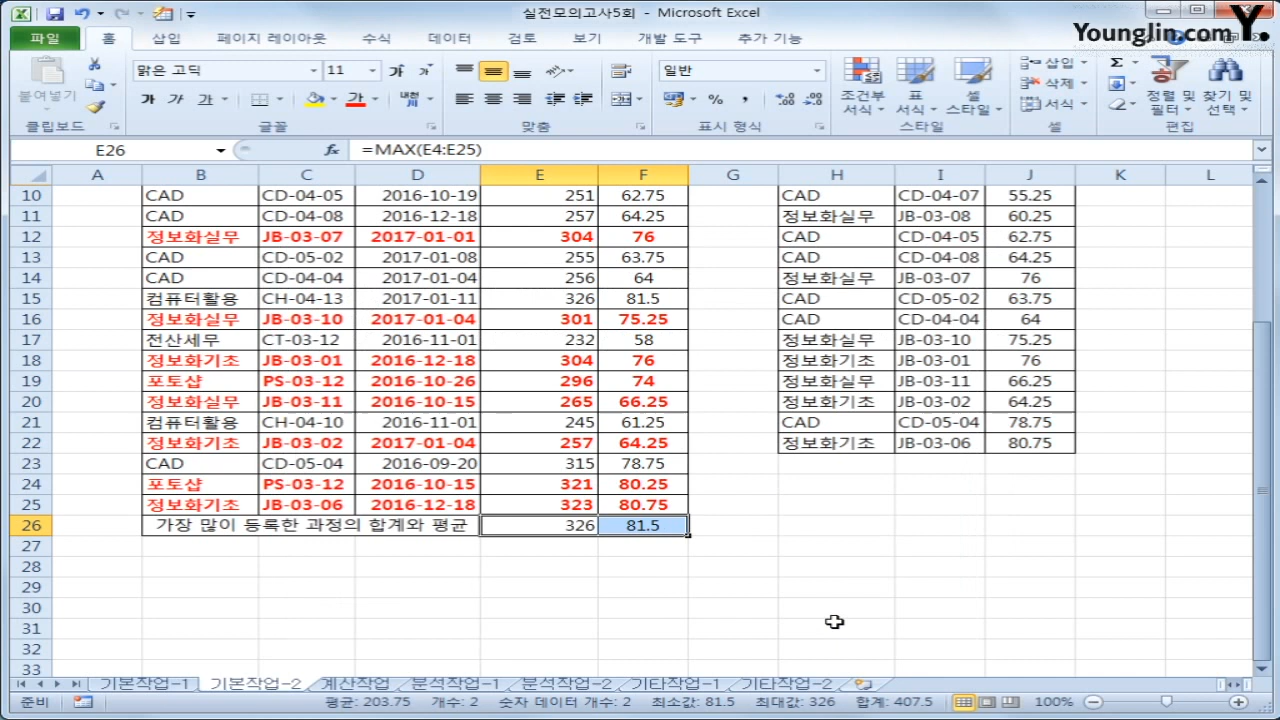 실전모의고사5회 - Microsoft Excel
Younglin.com Y.
파일 홈 삽입 페이지 레이아웃 수식 데이터 검토 보기 개발 도구 추가 기능
붙여넣기 맑은 고딕 11 가 가 일반 조건부 서식 표 서식 셀 스타일 삽입 삭제 서식 Σ 정렬 및 필터 찾기 및 선택
가 가 가 가 내천 % ,
클립보드 글꼴 맞춤 표시 형식 스타일 셀 편집
E26 fx =MAX(E4:E25)
A B C D E F G H I J K L
10 CAD CD-04-05 2016-10-19 251 62.75 CAD CD-04-07 55.25
11 CAD CD-04-08 2016-12-18 257 64.25 정보화실무 JB-03-08 60.25
12 정보화실무 JB-03-07 2017-01-01 304 76 CAD CD-04-05 62.75
13 CAD CD-05-02 2017-01-08 255 63.75 CAD CD-04-08 64.25
14 CAD CD-04-04 2017-01-04 256 64 정보화실무 JB-03-07 76
15 컴퓨터활용 CH-04-13 2017-01-11 326 81.5 CAD CD-05-02 63.75
16 정보화실무 JB-03-10 2017-01-04 301 75.25 CAD CD-04-04 64
17 전산세무 CT-03-12 2016-11-01 232 58 정보화실무 JB-03-10 75.25
18 정보화기초 JB-03-01 2016-12-18 304 76 정보화기초 JB-03-01 76
19 포토샵 PS-03-12 2016-10-26 296 74 정보화실무 JB-03-11 66.25
20 정보화실무 JB-03-11 2016-10-15 265 66.25 정보화기초 JB-03-02 64.25
21 컴퓨터활용 CH-04-10 2016-11-01 245 61.25 CAD CD-05-04 78.75
22 정보화기초 JB-03-02 2017-01-04 257 64.25 정보화기초 JB-03-06 80.75
23 CAD CD-05-04 2016-09-20 315 78.75
24 포토샵 PS-03-12 2016-10-15 321 80.25
25 정보화기초 JB-03-06 2016-12-18 323 80.75
26 가장 많이 등록한 과정의 합계와 평균 326 81.5
27
28
29
30
31
32
33
기본작업-1 기본작업-2 계산작업 분석작업-1 분석작업-2 기타작업-1 기타작업-2
준비 평균: 203.75 개수: 2 숫자 데이터 개수: 2 최소값: 81.5 최대값: 326 합계: 407.5 100%